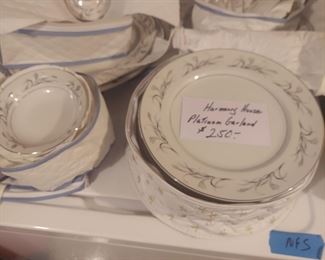 Harmony House
Platinum Garland
$250.-
NFS